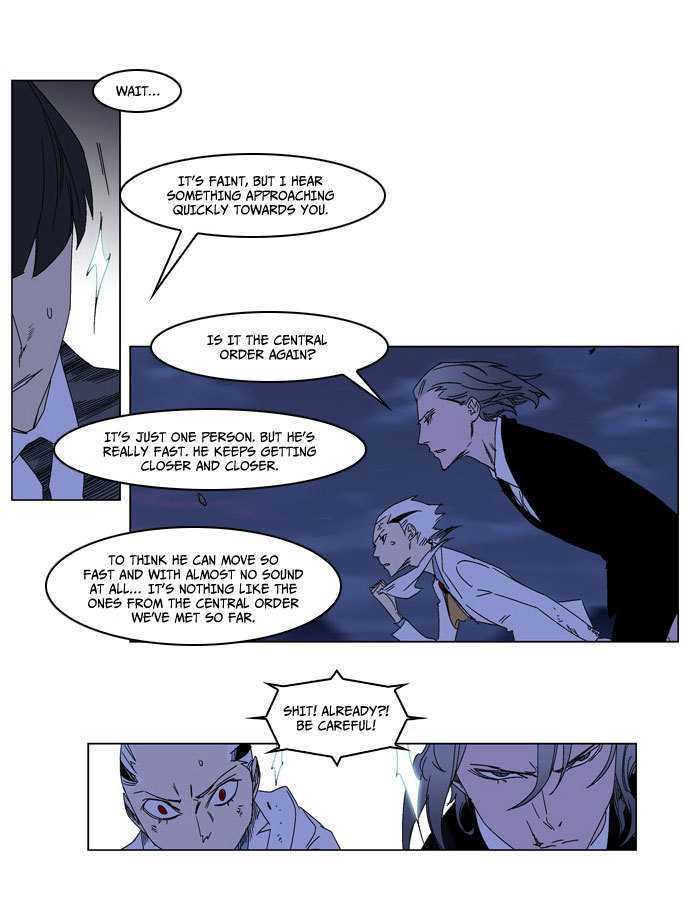 WAIT...
IT'S FAINT, BUT I HEAR
SOMETHING APPROACHING
QUICKLY TOWARDS YOU.
IS IT THE CENTRAL
ORDER AGAIN?
IT'S JUST ONE PERSON. BUT HE'S
REALLY FAST. HE KEEPS GETTING
CLOSER AND CLOSER.
TO THINK HE CAN MOVE SO
FAST AND WITH ALMOST NO SOUND
AT ALL... IT'S NOTHING LIKE THE
ONES FROM THE CENTRAL ORDER
WE'VE MET SO FAR.
SHIT! ALREADY?!
BE CAREFUL!